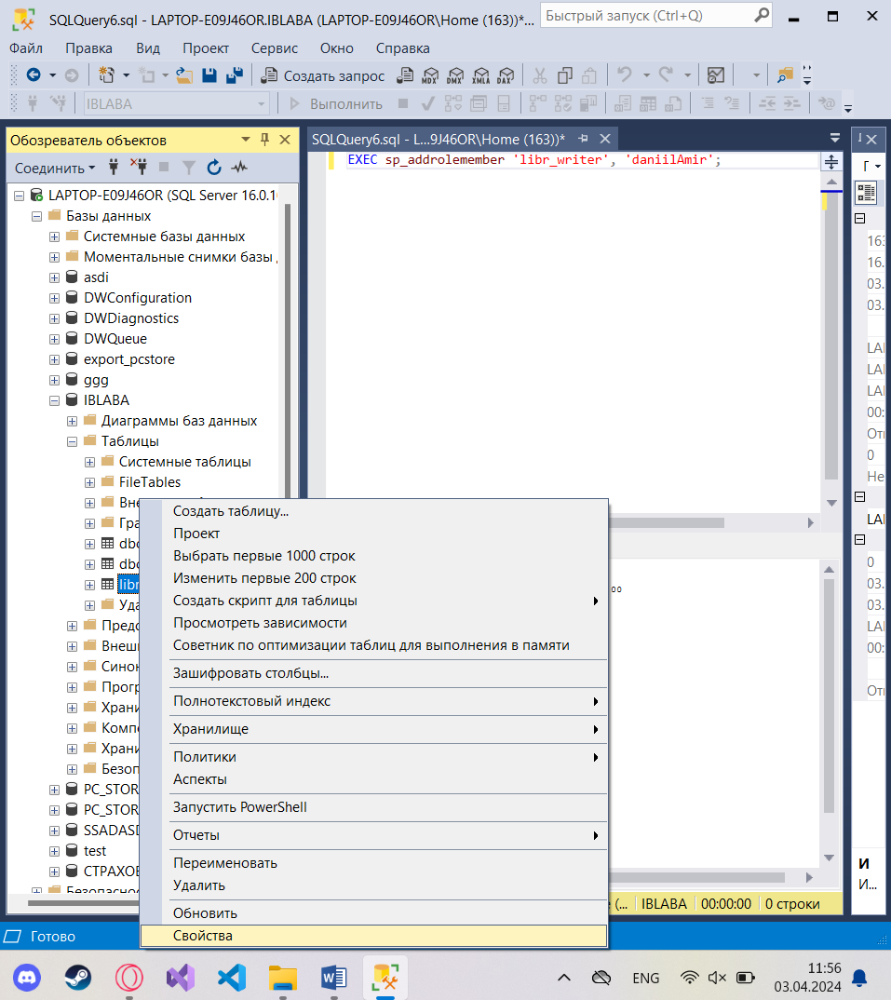 SQLQuery6.sql - LAPTOP-E09J46OR.IBLABA (LAPTOP-E09J46OR\Home (163))*...
Быстрый запуск (Ctrl+Q)
Файл Правка Вид Проект Сервис Окно Справка
Создать запрос MDX DMX XMLA DAX
IBLABA Выполнить
Обозреватель объектов
SQLQuery6.sql - L...9J46OR\Home (163))*
Соединить
EXEC sp_addrolemember 'libr_writer', 'daniilAmir';
LAPTOP-E09J46OR (SQL Server 16.0.1
Базы данных
Системные базы данных
Моментальные снимки базы
asdi
DWConfiguration
DWDiagnostics
DWQueue
export_pcstore
ggg
IBLABA
Диаграммы баз данных
Таблицы
Системные таблицы
FileTables
Вне
Гра
dbo
dbo
libr
Уда
Предс
Внеш
Синон
Прогр
Храни
Компо
Храни
Безоп
PC_STOR
PC_STOR
SSADASD
test
СТРАХОВ
Безопасно
Создать таблицу...
Проект
Выбрать первые 1000 строк
Изменить первые 200 строк
Создать скрипт для таблицы
Просмотреть зависимости
Советник по оптимизации таблиц для выполнения в памяти
Зашифровать столбцы...
Полнотекстовый индекс
Хранилище
Политики
Аспекты
Запустить PowerShell
Отчеты
Переименовать
Удалить
Обновить
Свойства
163
16.
03.
03.
LAI
LAI
LAI
00:
От
0
Не
LAI
0
03.
03.
LAI
00:
От
И
И...
(... IBLABA 00:00:00 0 строки
Готово
ENG
11:56
03.04.2024